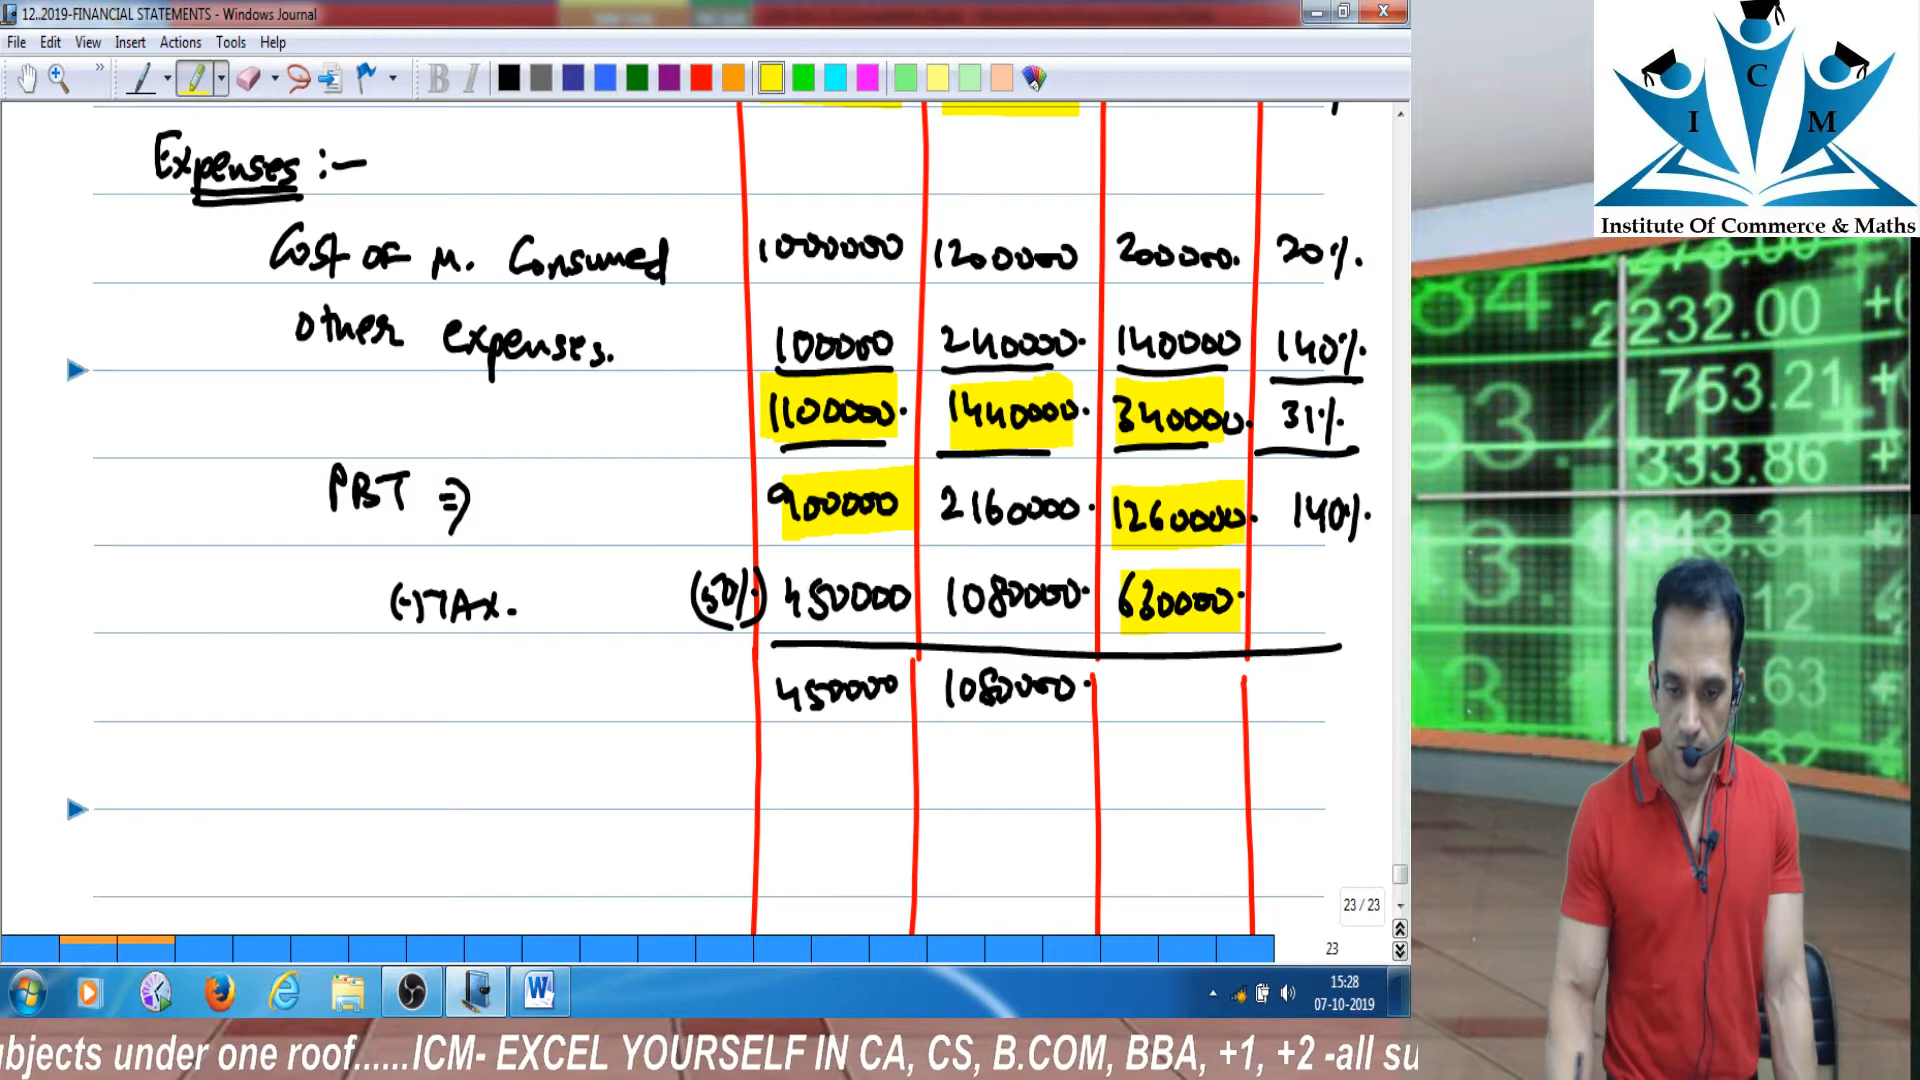 12..2019-FINANCIAL STATEMENTS - Windows Journal
File Edit View Insert Actions Tools Help
B I
I C M
Institute Of Commerce & Maths
Expenses :-
Cost of M. Consumed 1000000 1200000 200000. 20%.
other expenses. 100000 240000. 140000 140%
1100000. 1440000. 340000. 31%.
PBT ⇒ 900000 2160000. 1260000. 140%.
(-)TAX. (50%) 450000 1080000. 630000.
450000 1080000.
2232.00
753.21
333.86
23 / 23
23
15:28
07-10-2019
ubjects under one roof......ICM- EXCEL YOURSELF IN CA, CS, B.COM, BBA, +1, +2 -all su